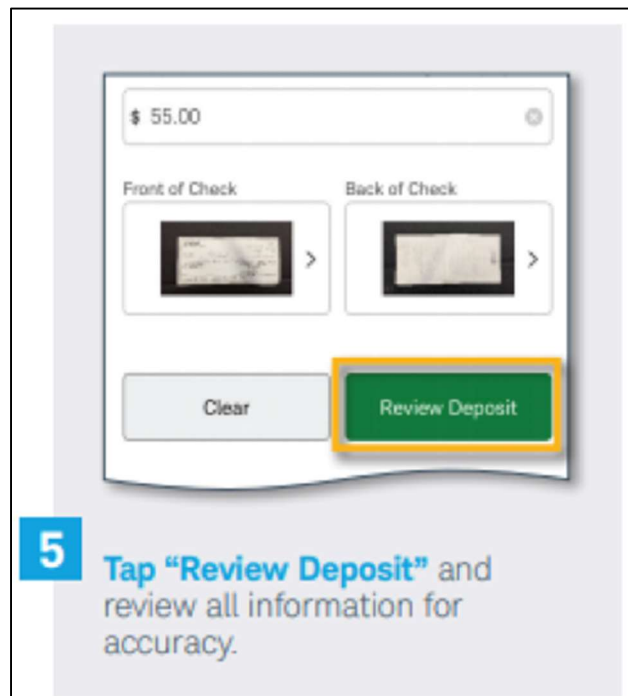 $ 55.00
Front of Check Back of Check
Clear Review Deposit
5
Tap “Review Deposit” and
review all information for
accuracy.